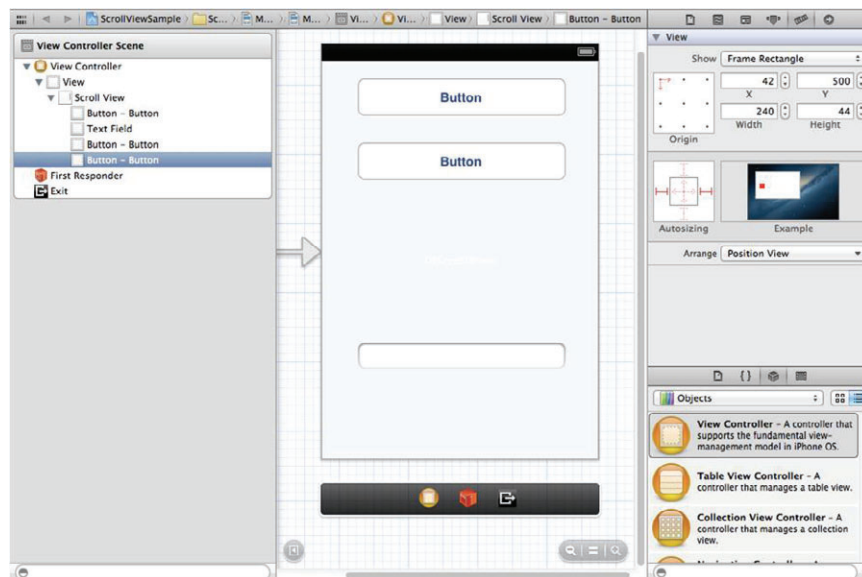 ScrollViewSample
Sc...
M...
M...
Vi...
Vi...
View
Scroll View
Button - Button
View Controller Scene
View Controller
View
Scroll View
Button - Button
Text Field
Button - Button
Button - Button
First Responder
Exit
Button
Button
View
Show
Frame Rectangle
42
500
X
Y
240
44
Width
Height
Origin
Autosizing
Example
Arrange
Position View
{ }
Objects
View Controller - A controller that
supports the fundamental view-
management model in iPhone OS.
Table View Controller - A
controller that manages a table view.
Collection View Controller - A
controller that manages a collection
view.